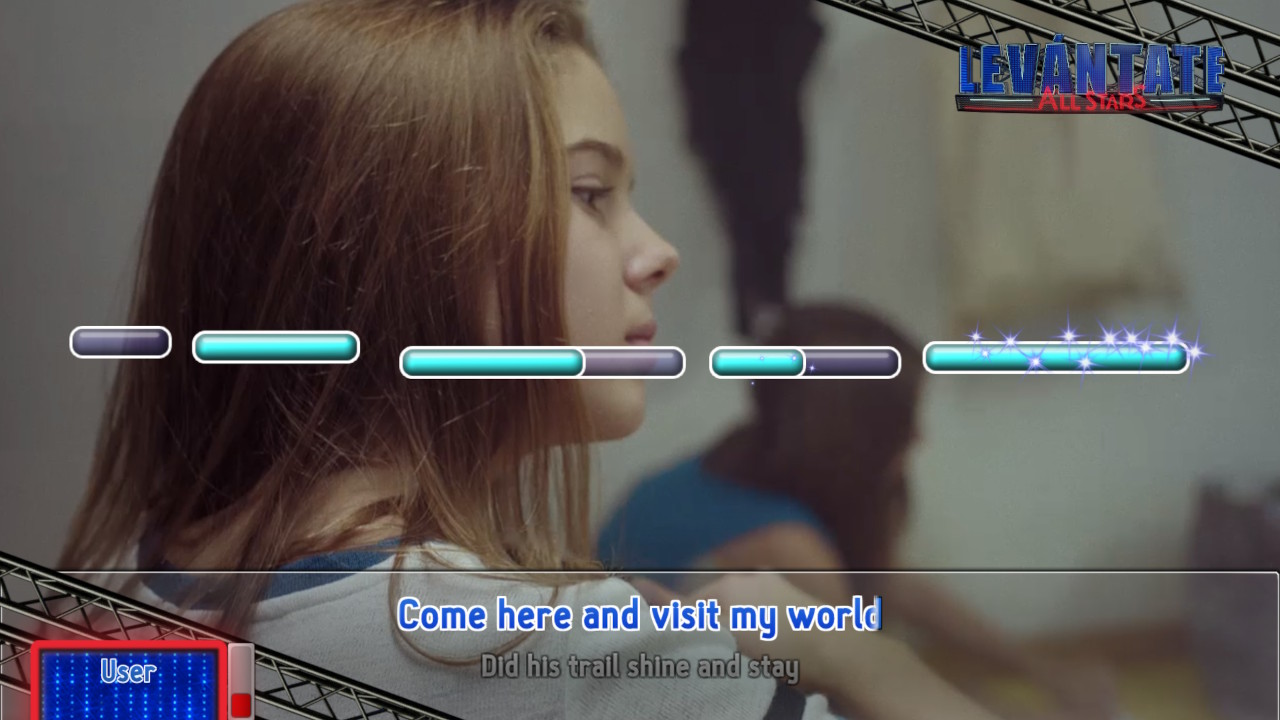 LEVÁNTATE
ALL STARS
Come here and visit my world
Did his trail shine and stay
User